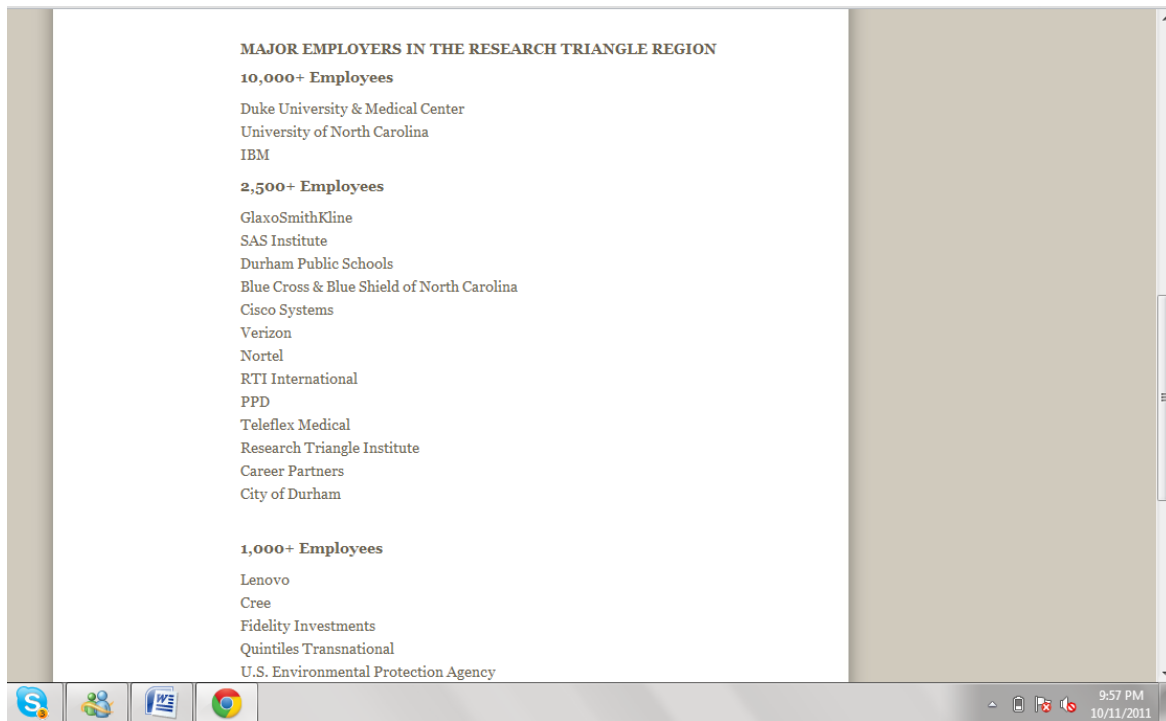 MAJOR EMPLOYERS IN THE RESEARCH TRIANGLE REGION
10,000+ Employees
Duke University & Medical Center
University of North Carolina
IBM
2,500+ Employees
GlaxoSmithKline
SAS Institute
Durham Public Schools
Blue Cross & Blue Shield of North Carolina
Cisco Systems
Verizon
Nortel
RTI International
PPD
Teleflex Medical
Research Triangle Institute
Career Partners
City of Durham
1,000+ Employees
Lenovo
Cree
Fidelity Investments
Quintiles Transnational
U.S. Environmental Protection Agency
S 3 W
9:57 PM
10/11/2011